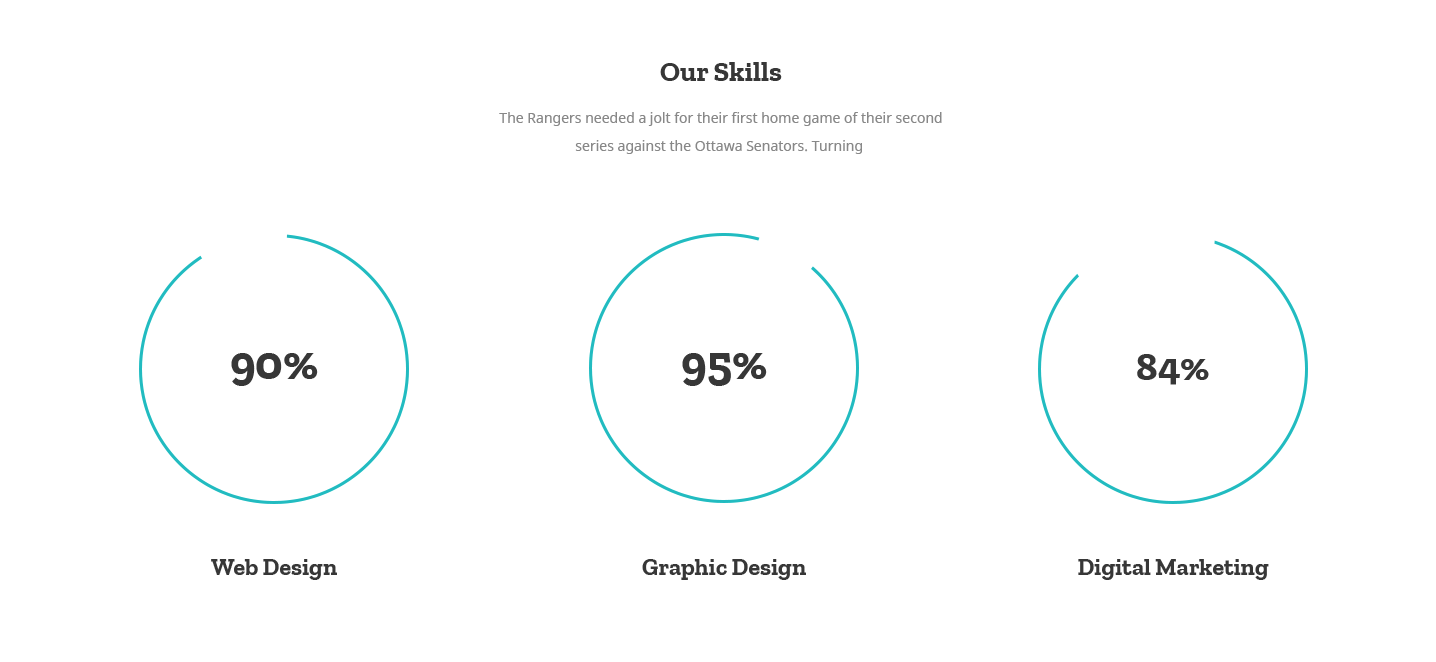 Our Skills
The Rangers needed a jolt for their first home game of their second
series against the Ottawa Senators. Turning
90%
95%
84%
Web Design
Graphic Design
Digital Marketing